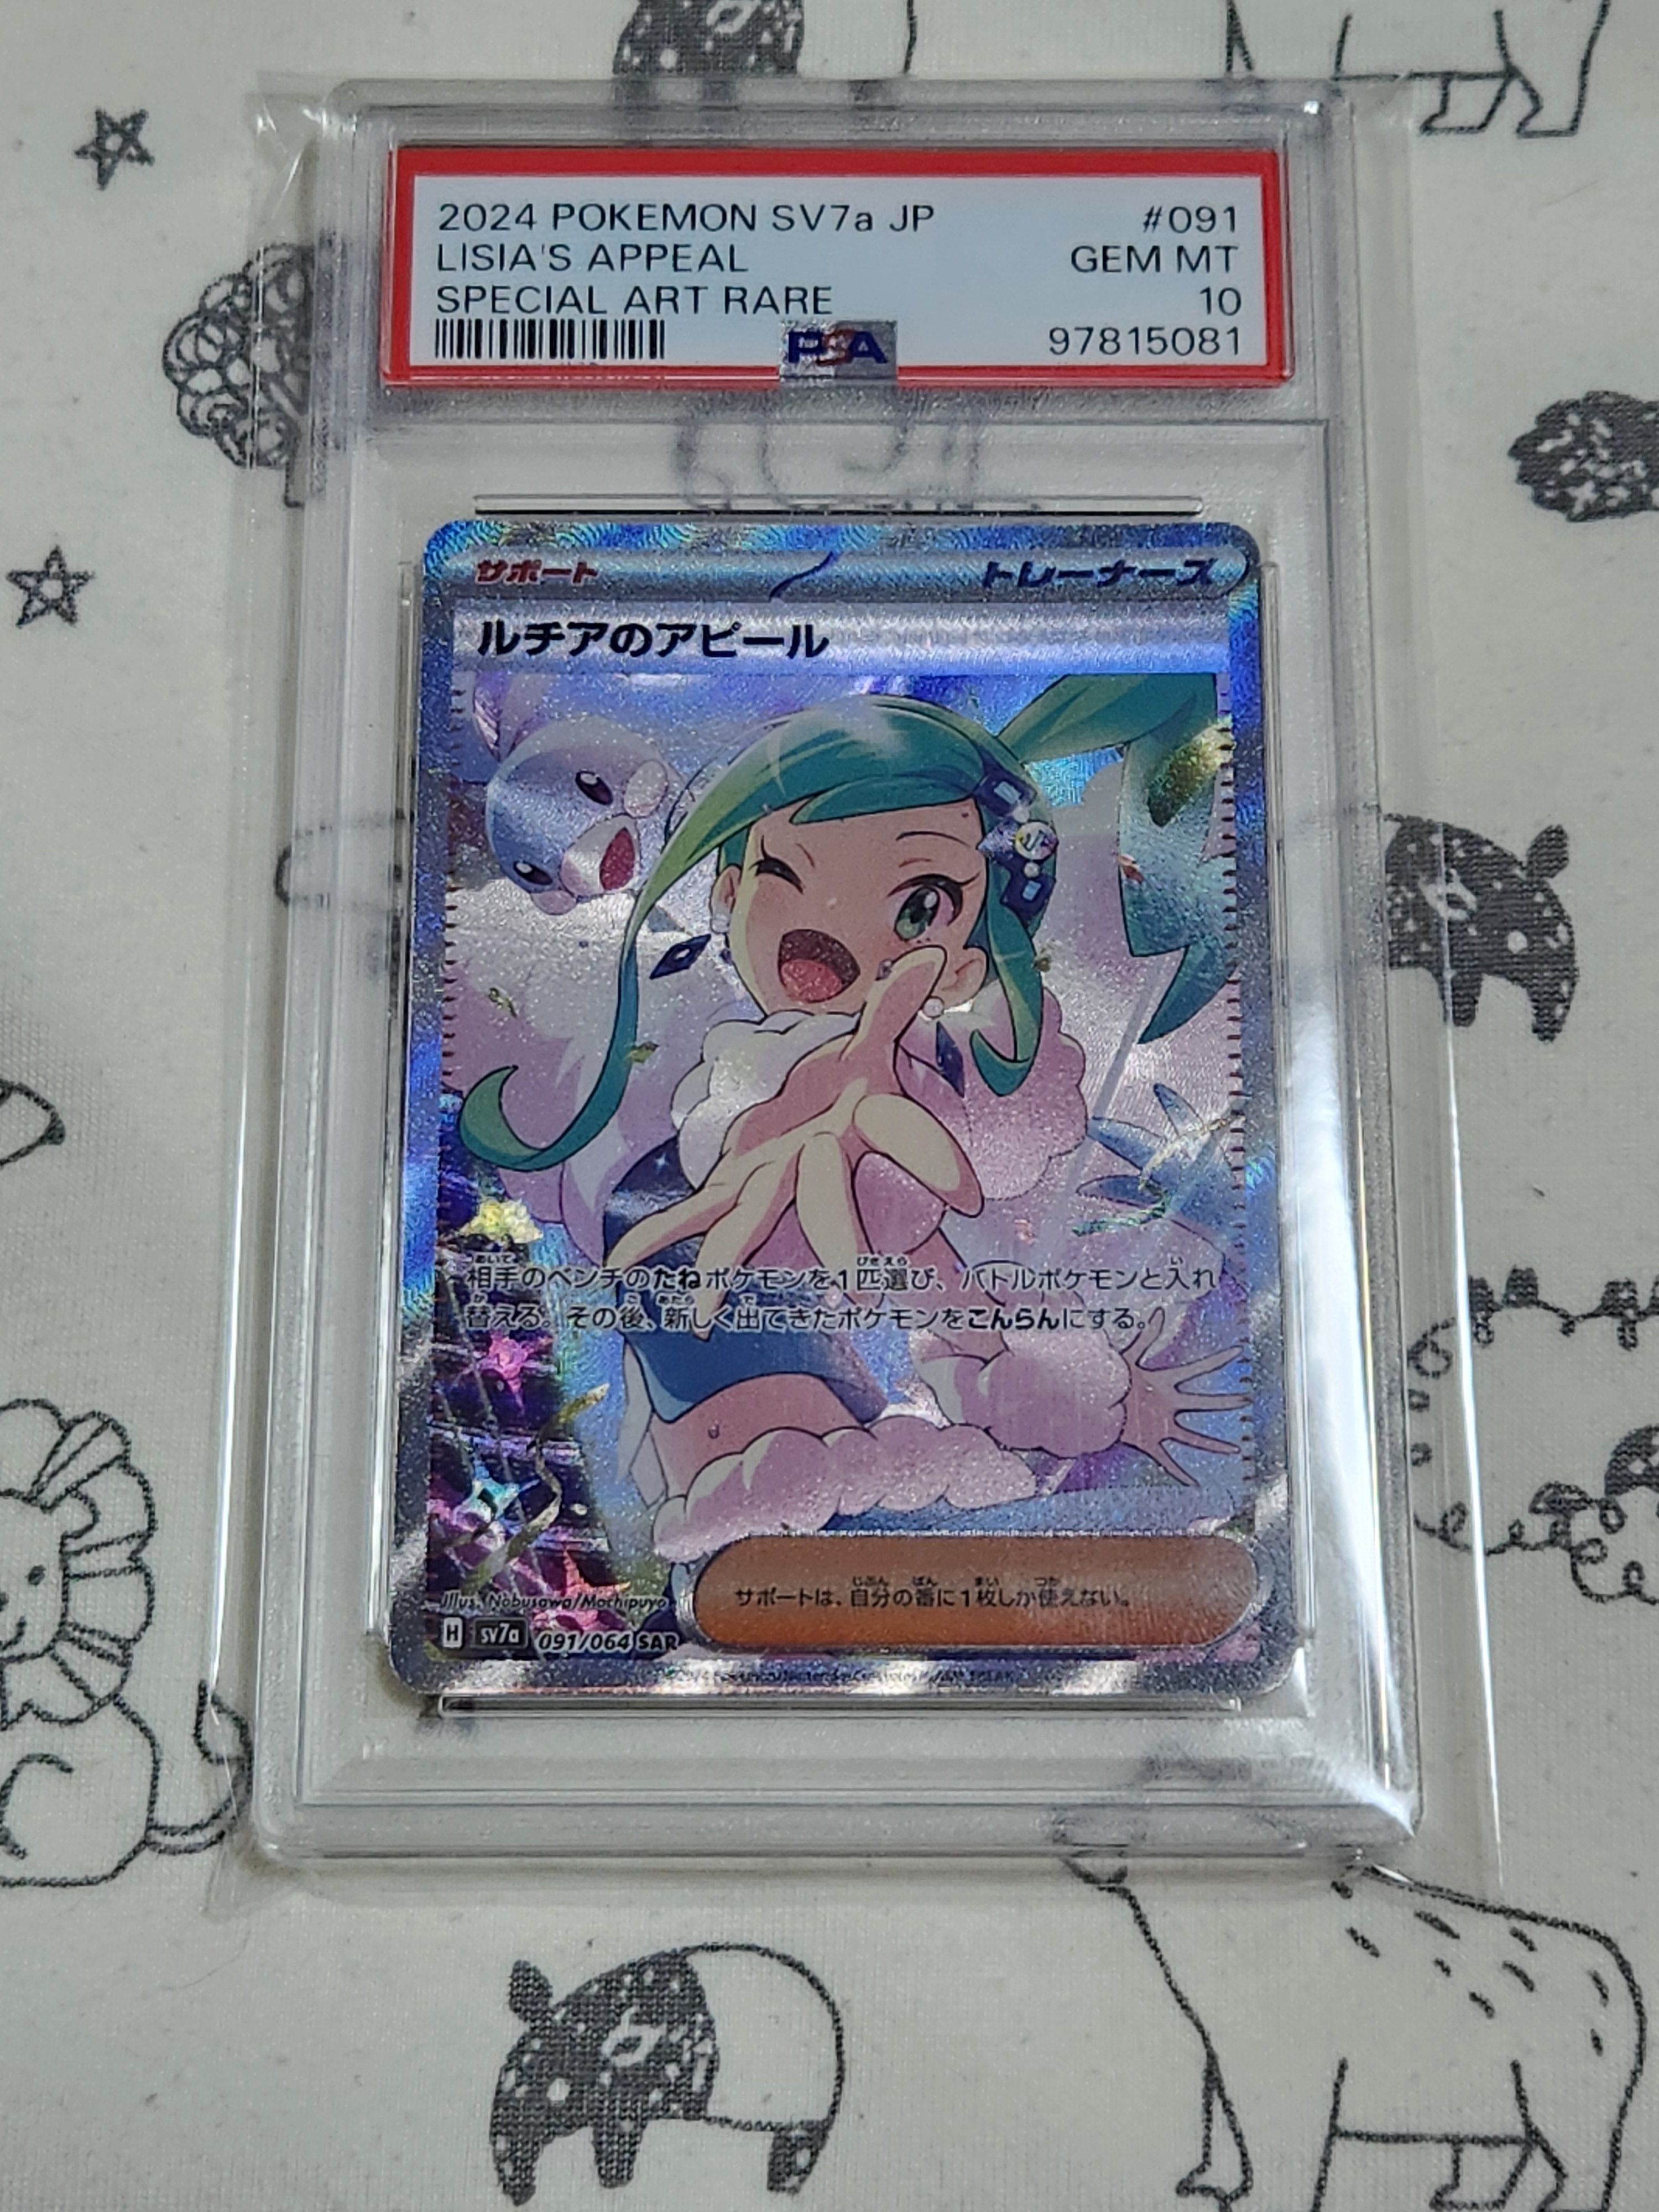 2024 POKEMON SV7a JP #091
LISIA'S APPEAL GEM MT
SPECIAL ART RARE 10
PSA 97815081
サポート トレーナーズ
ルチアのアピール
相手のベンチのたねポケモンを1匹選び、バトルポケモンと入れ
替える。その後、新しく出てきたポケモンをこんらんにする。
サポートは、自分の番に1枚しか使えない。
Illus. Nobusawa/Mochipuyo
H SV7a 091/064 SAR